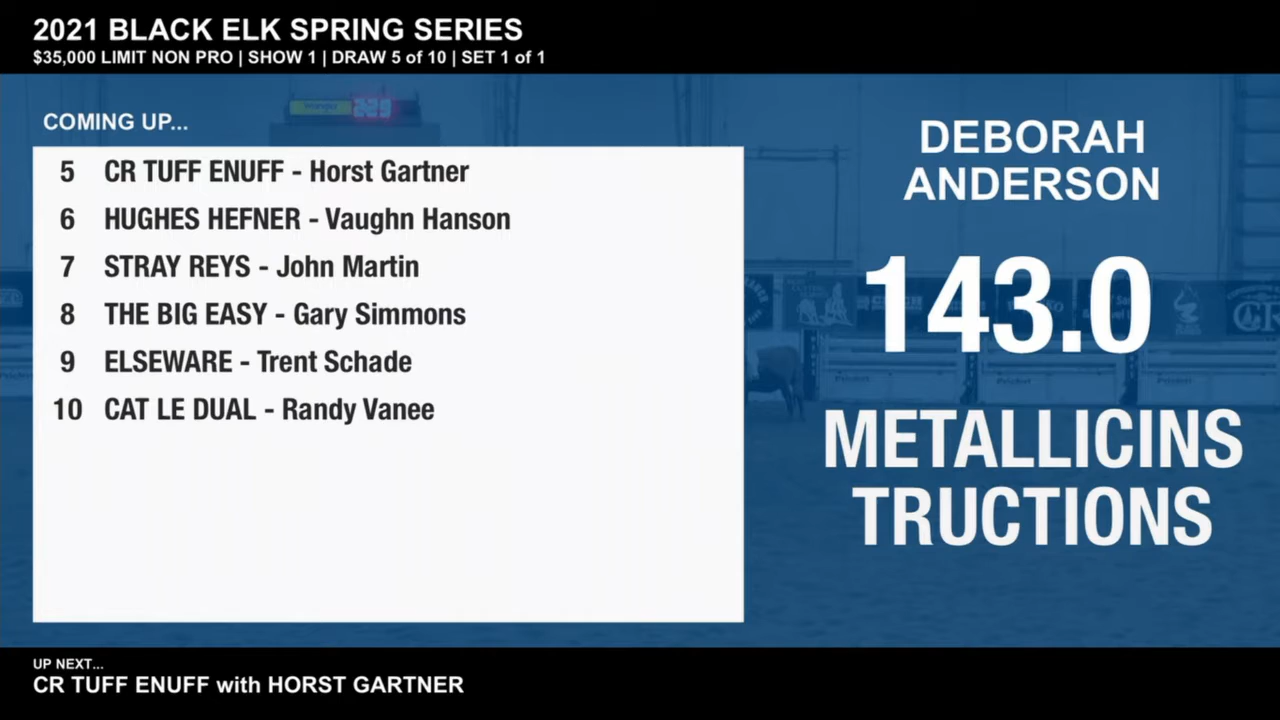 2021 BLACK ELK SPRING SERIES
$35,000 LIMIT NON PRO | SHOW 1 | DRAW 5 of 10 | SET 1 of 1
COMING UP...
5 CR TUFF ENUFF - Horst Gartner
6 HUGHES HEFNER - Vaughn Hanson
7 STRAY REYS - John Martin
8 THE BIG EASY - Gary Simmons
9 ELSEWARE - Trent Schade
10 CAT LE DUAL - Randy Vanee
DEBORAH
ANDERSON
143.0
METALLICINS
TRUCTIONS
UP NEXT...
CR TUFF ENUFF with HORST GARTNER